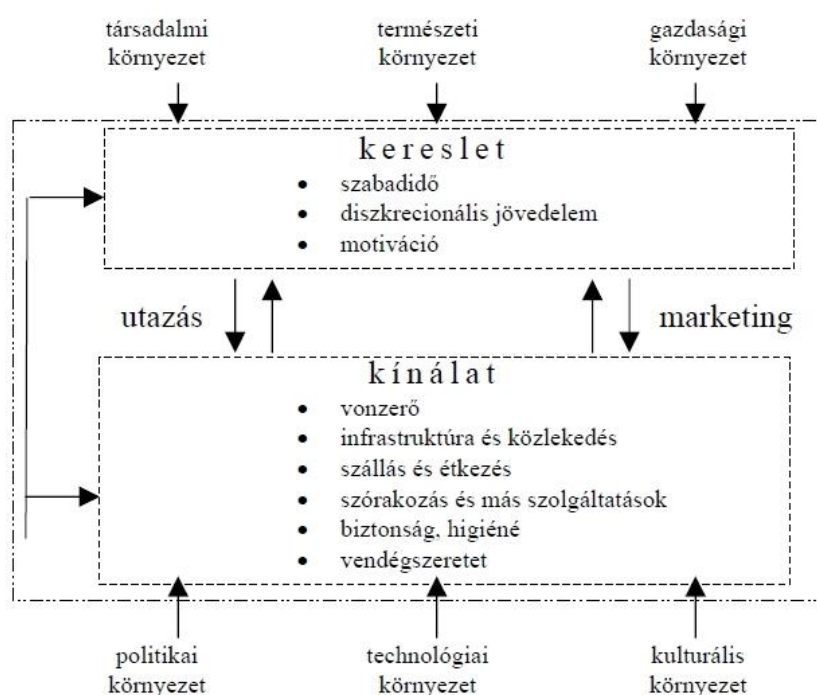 társadalmi természeti gazdasági
környezet környezet környezet
kereslet
• szabadidő
• diszkrecionális jövedelem
• motiváció
utazás marketing
kínálat
• vonzerő
• infrastruktúra és közlekedés
• szállás és étkezés
• szórakozás és más szolgáltatások
• biztonság, higiéné
• vendégszeretet
politikai technológiai kulturális
környezet környezet környezet